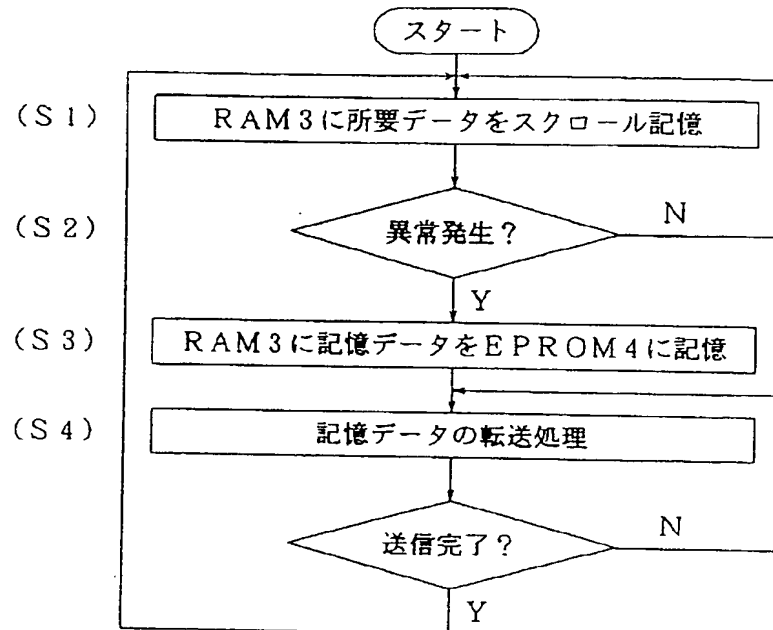 スタート
(S1) RAM3に所要データをスクロール記憶
(S2) 異常発生? N
Y
(S3) RAM3に記憶データをEPROM4に記憶
(S4) 記憶データの転送処理
送信完了? N
Y